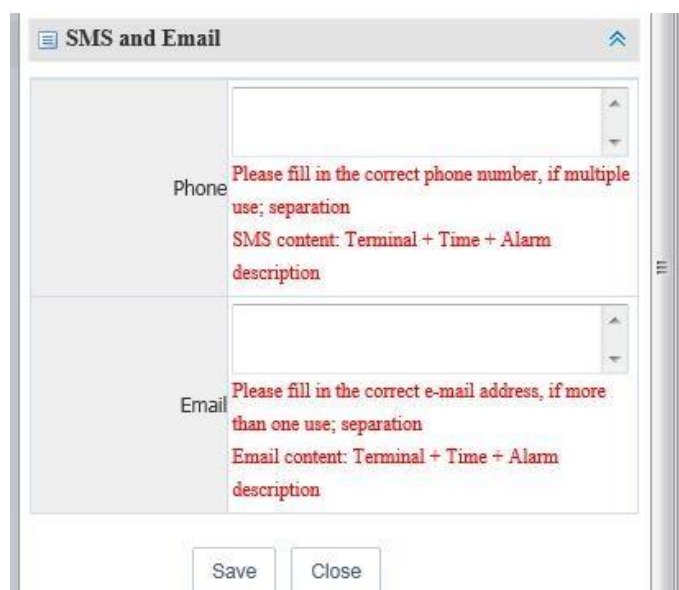 SMS and Email
Phone
Please fill in the correct phone number, if multiple
use; separation
SMS content: Terminal + Time + Alarm
description
Email
Please fill in the correct e-mail address, if more
than one use; separation
Email content: Terminal + Time + Alarm
description
Save Close